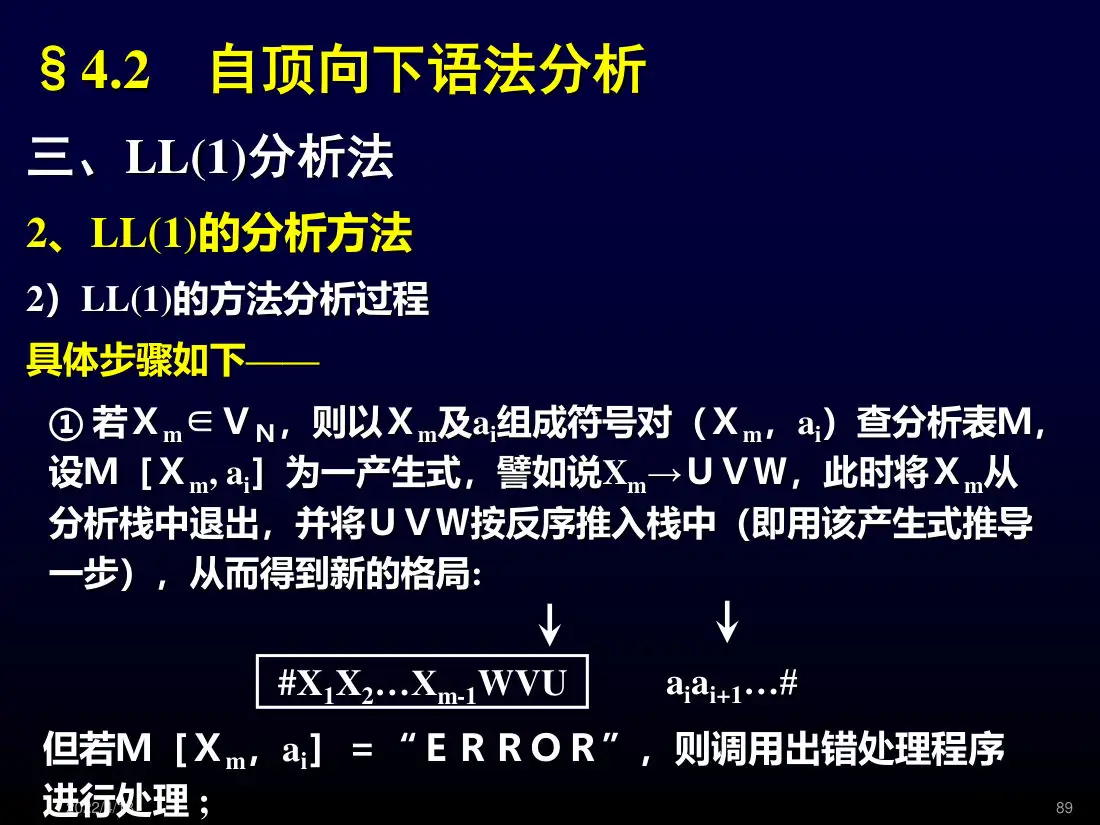 §4.2 自顶向下语法分析
三、LL(1)分析法
2、LL(1)的分析方法
2）LL(1)的方法分析过程
具体步骤如下——
① 若Ｘm∈ＶN，则以Ｘm及ai组成符号对（Ｘm，ai）查分析表M，
设M［Ｘm, ai］为一产生式，譬如说Xm→ＵＶW，此时将Ｘm从
分析栈中退出，并将ＵＶW按反序推入栈中（即用该产生式推导
一步），从而得到新的格局:
↓ ↓
#X1X2…Xm-1WVU aiai+1…#
但若M［Ｘm，ai］＝“ＥＲＲＯＲ”，则调用出错处理程序
进行处理；
89